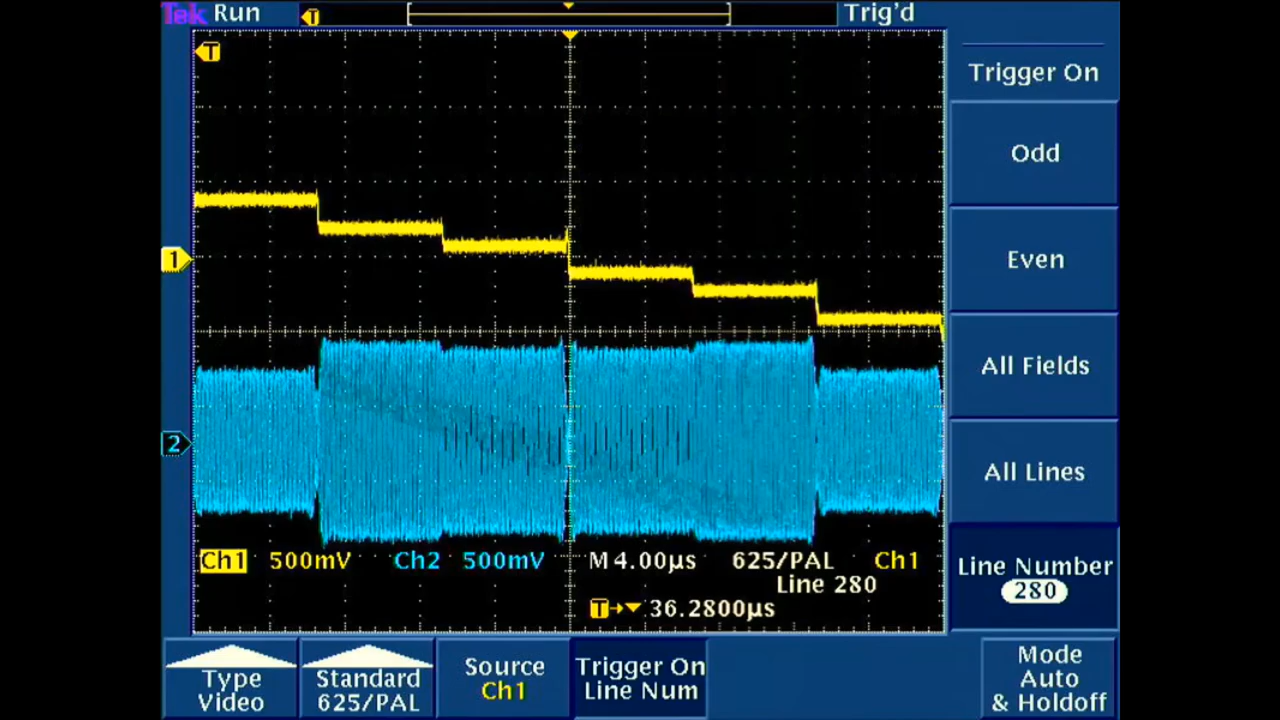 Tek Run
T
Trig'd
T
1
2
Ch1 500mV Ch2 500mV M 4.00µs 625/PAL Ch1
Line 280
T→▼ 36.2800µs
Trigger On
Odd
Even
All Fields
All Lines
Line Number
280
Type
Video
Standard
625/PAL
Source
Ch1
Trigger On
Line Num
Mode
Auto
& Holdoff